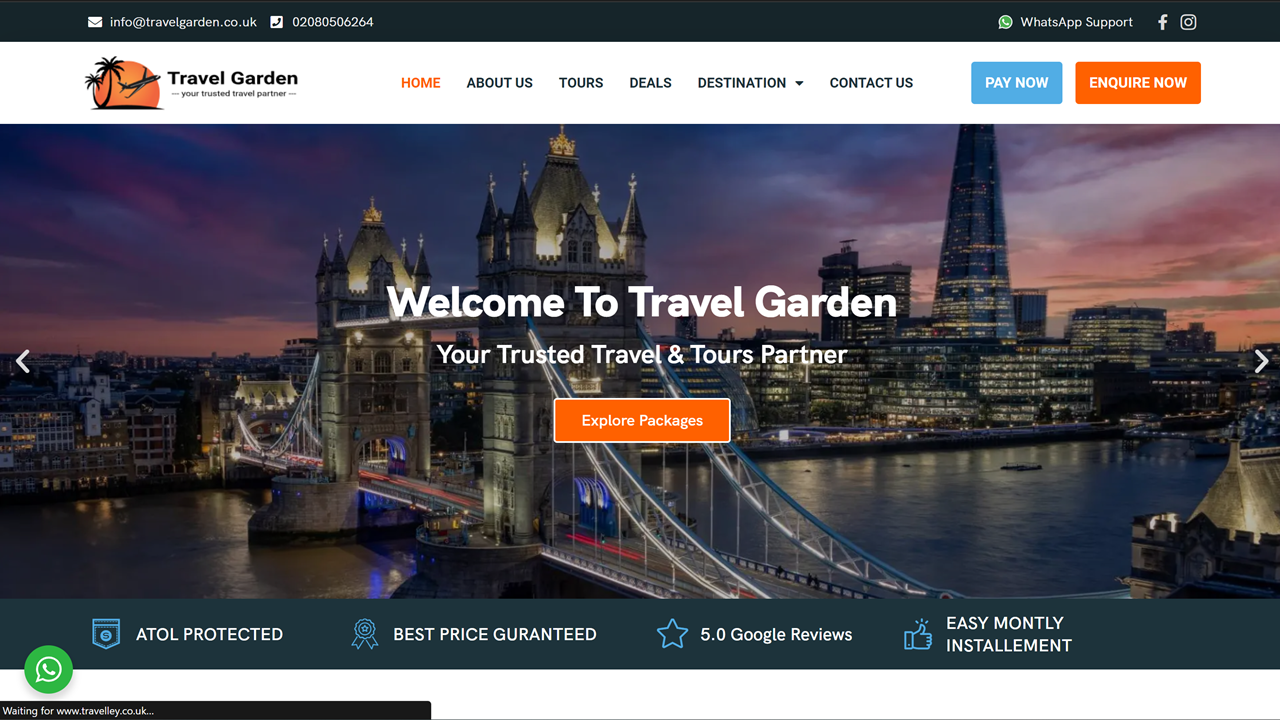 info@travelgarden.co.uk 02080506264 WhatsApp Support
Travel Garden
--- your trusted travel partner ---
HOME ABOUT US TOURS DEALS DESTINATION CONTACT US PAY NOW ENQUIRE NOW
Welcome To Travel Garden
Your Trusted Travel & Tours Partner
Explore Packages
ATOL PROTECTED
BEST PRICE GURANTEED
5.0 Google Reviews
EASY MONTLY
INSTALLEMENT
Waiting for www.travelley.co.uk...